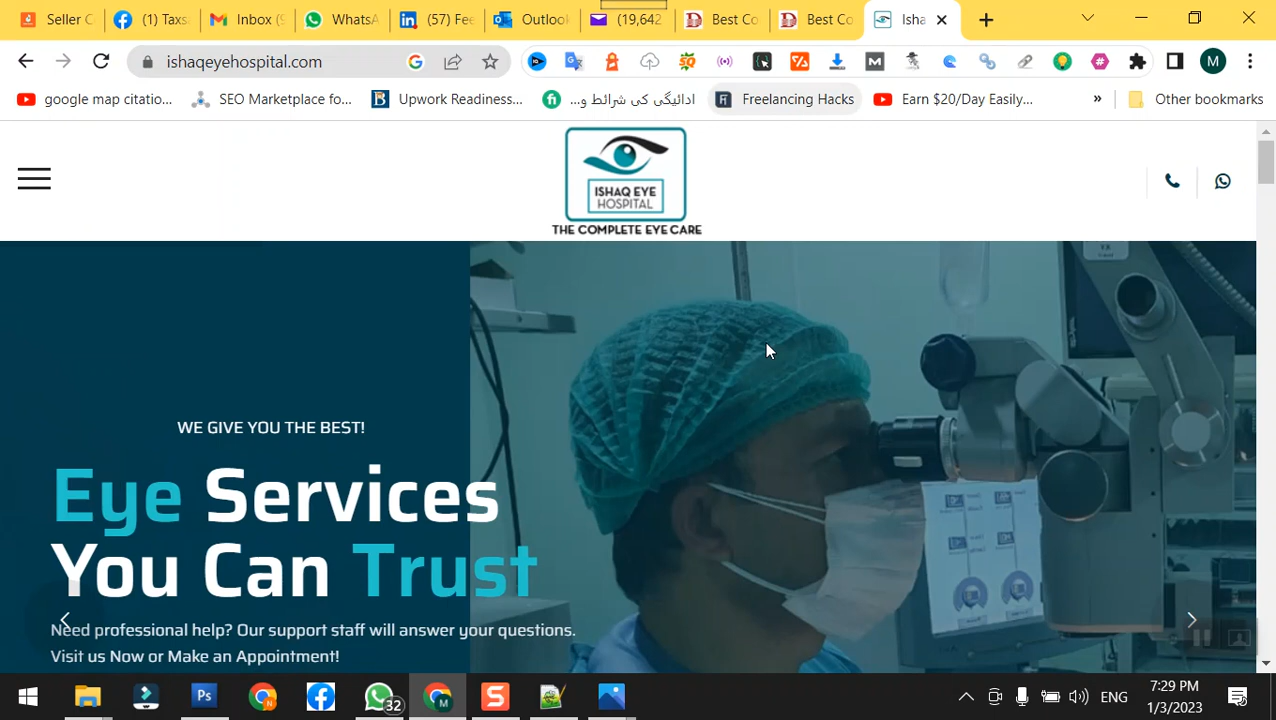 Seller C
(1) Taxs
Inbox (9
WhatsA
(57) Fee
Outlook
(19,642
Best Co
Best Co
Isha
ishaqeyehospital.com
google map citatio...
SEO Marketplace fo...
Upwork Readiness...
ادائیگی کی شرائط و...
Freelancing Hacks
Earn $20/Day Easily...
»
Other bookmarks
ISHAQ EYE
HOSPITAL
THE COMPLETE EYE CARE
WE GIVE YOU THE BEST!
Eye Services
You Can Trust
Need professional help? Our support staff will answer your questions.
Visit us Now or Make an Appointment!
32
ENG
7:29 PM
1/3/2023